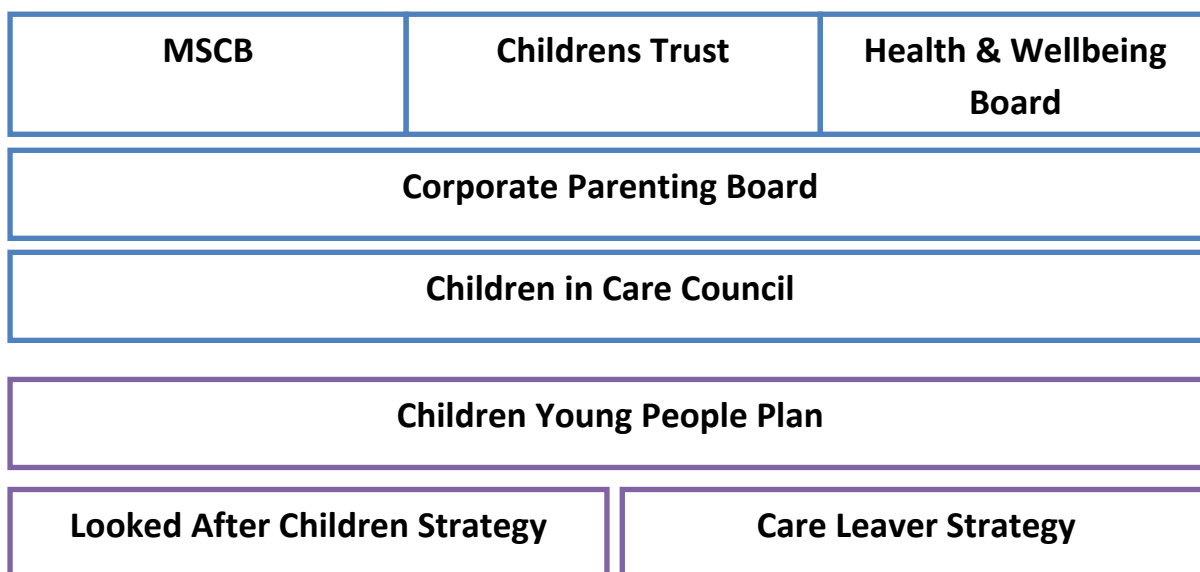 MSCB
Childrens Trust
Health & Wellbeing
Board
Corporate Parenting Board
Children in Care Council
Children Young People Plan
Looked After Children Strategy
Care Leaver Strategy